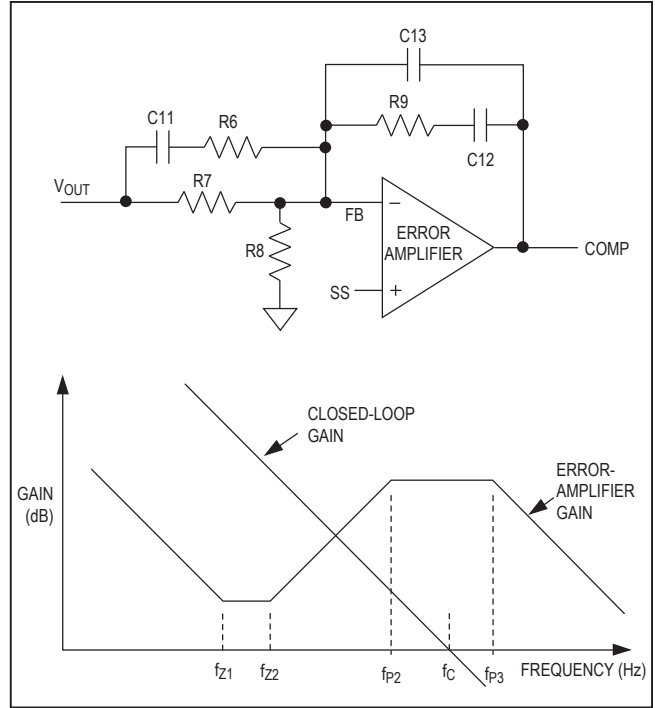 C13
R9
C11
R6
C12
VOUT
R7
FB
−
R8
ERROR
AMPLIFIER
COMP
SS
+
CLOSED-LOOP
GAIN
GAIN
(dB)
ERROR-
AMPLIFIER
GAIN
fZ1 fZ2 fP2 fC fP3 FREQUENCY (Hz)